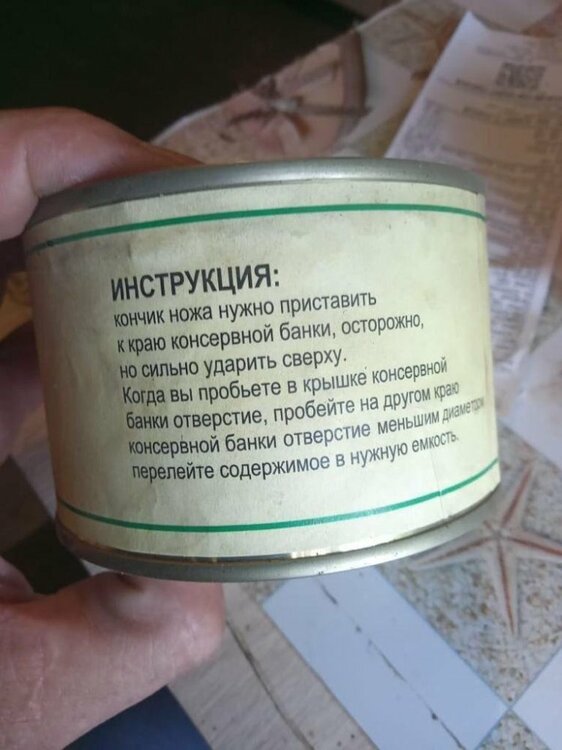 ИНСТРУКЦИЯ:
кончик ножа нужно приставить
к краю консервной банки, осторожно,
но сильно ударить сверху.
Когда вы пробьете в крышке консервной
банки отверстие, пробейте на другом краю
консервной банки отверстие меньшим диаметром,
перелейте содержимое в нужную емкость.